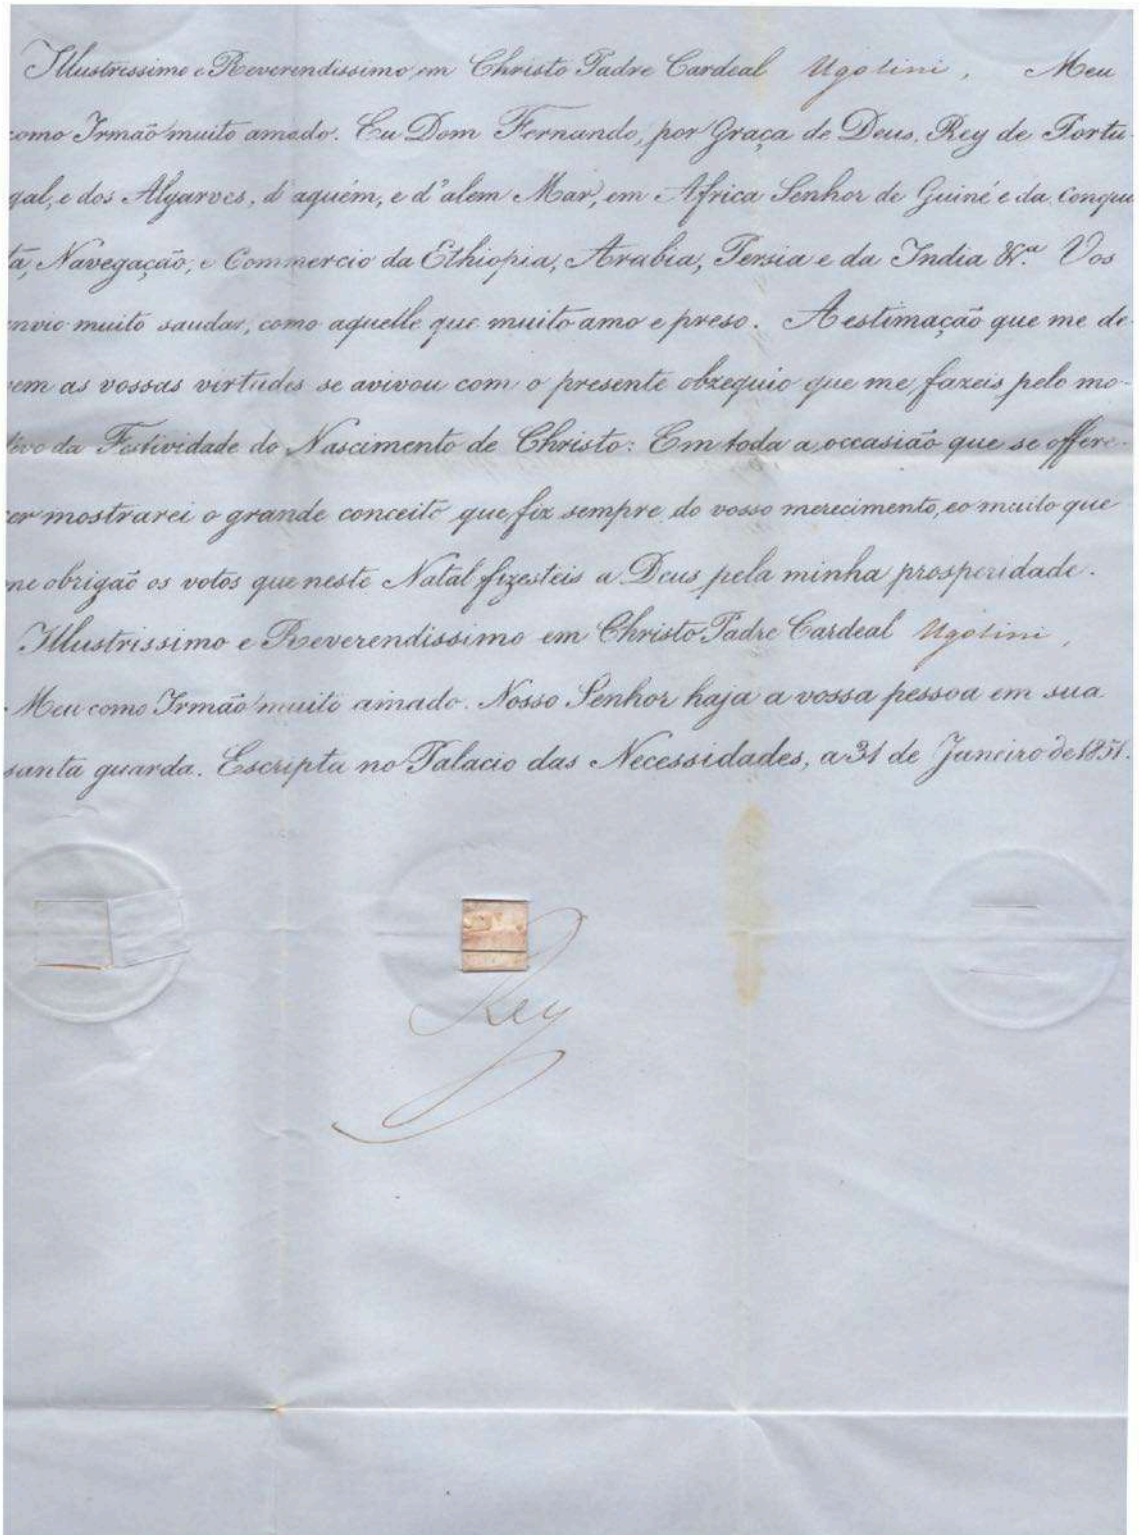 Illustrissimo e Reverendissimo em Christo Padre Cardeal Ugolini, Meu
como Irmão muito amado. Eu Dom Fernando, por Graça de Deus, Rey de Portu-
gal, e dos Algarves, d'aquém, e d'alem Mar, em Africa Senhor de Guiné e da conqui
ta, Navegação, e Commercio da Ethiopia, Arabia, Persia e da India &.ª Vos
envio muito saudar, como aquelle que muito amo e preso. A estimação que me de-
vem as vossas virtudes se avivou com o presente obzequio que me fazeis pelo mo-
tivo da Festividade do Nascimento de Christo: Em toda a occasião que se offere-
cer mostrarei o grande conceito que fiz sempre do vosso merecimento, eo muito que
me obrigaõ os votos que neste Natal fizesteis a Deus pela minha prosperidade.
Illustrissimo e Reverendissimo em Christo Padre Cardeal Ugolini,
Meu como Irmão muito amado. Nosso Senhor haja a vossa pessoa em sua
santa guarda. Escripta no Palacio das Necessidades, a 31 de Janeiro de 1851.
Rey